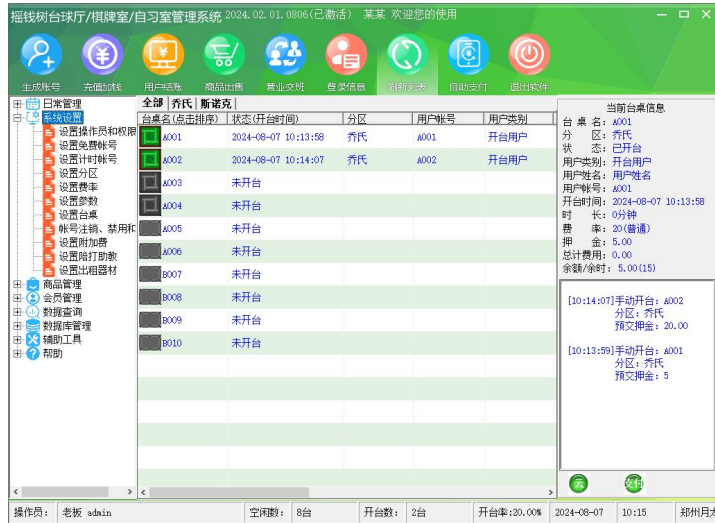 摇钱树台球厅/棋牌室/自习室管理系统 2024.02.01.0806(已激活) 某某 欢迎您的使用
生成账号 充值加钱 用户结账 商品出售 营业交班 登录信息 刷新列表 自助支付 退出软件
日常管理
系统设置
设置操作员和权限
设置免费帐号
设置计时帐号
设置分区
设置费率
设置参数
设置台桌
帐号注销、禁用和
设置附加费
设置陪打助教
设置出租器材
商品管理
会员管理
数据查询
数据库管理
辅助工具
帮助
全部 乔氏 斯诺克
台桌名(点击排序) 状态(开台时间) 分区 用户帐号 用户类别
A001 2024-08-07 10:13:58 乔氏 A001 开台用户
A002 2024-08-07 10:14:07 乔氏 A002 开台用户
A003 未开台
A004 未开台
A005 未开台
A006 未开台
B007 未开台
B008 未开台
B009 未开台
B010 未开台
当前台桌信息
台 桌 名: A001
分 区: 乔氏
状 态: 已开台
用户类别: 开台用户
用户姓名: 用户姓名
用户帐号: A001
开台时间: 2024-08-07 10:13:58
时 长: 0分钟
费 率: 20(普通)
押 金: 5.00
总计费用: 0.00
余额/余时: 5.00(15)
[10:14:07]手动开台: A002
分区: 乔氏
预交押金: 20.00
[10:13:59]手动开台: A001
分区: 乔氏
预交押金: 5
云 支付
操作员: 老板 admin 空闲数: 8台 开台数: 2台 开台率:20.00% 2024-08-07 10:15 郑州月